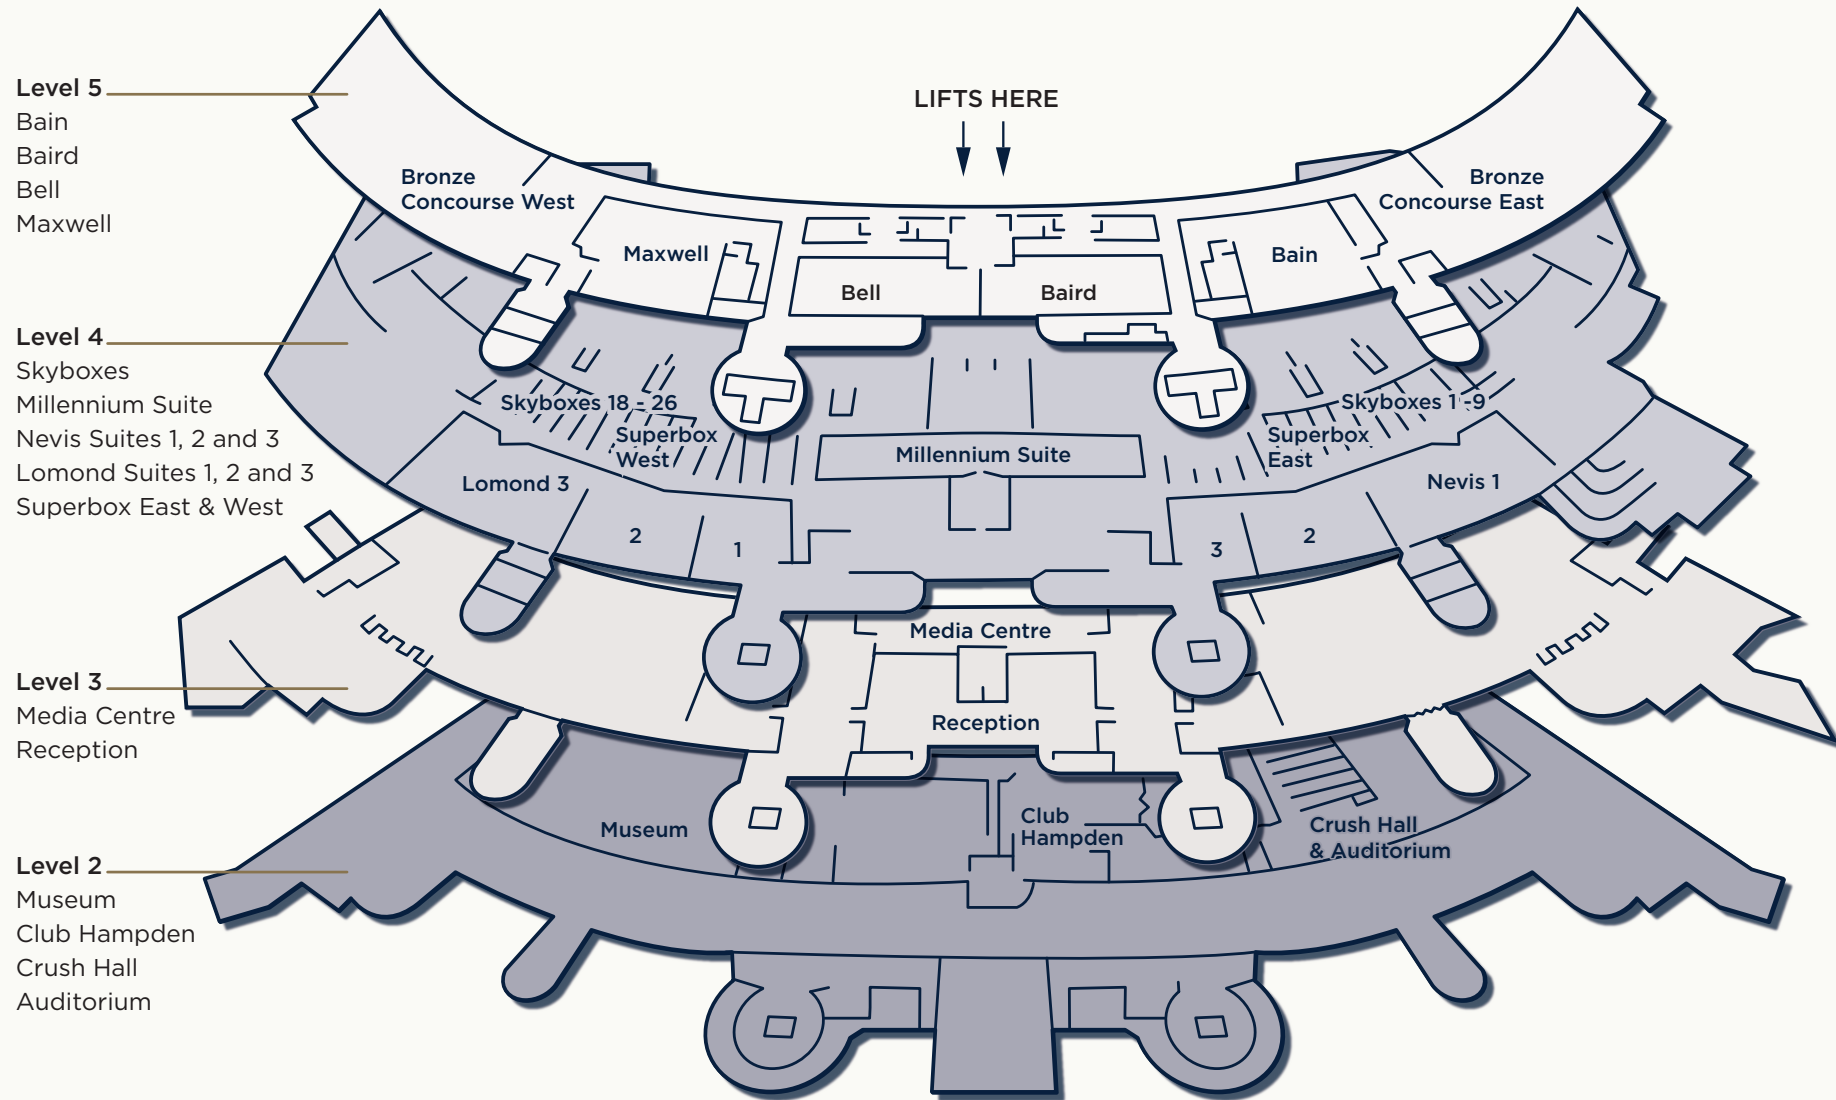 Level 5
Bain
Baird
Bell
Maxwell
Level 4
Skyboxes
Millennium Suite
Nevis Suites 1, 2 and 3
Lomond Suites 1, 2 and 3
Superbox East & West
Level 3
Media Centre
Reception
Level 2
Museum
Club Hampden
Crush Hall
Auditorium
LIFTS HERE
Bronze
Concourse West
Bronze
Concourse East
Maxwell
Bell
Baird
Bain
Skyboxes 18 - 26
Superbox
West
Millennium Suite
Skyboxes 1 -9
Superbox
East
Lomond 3
2
1
3
2
Nevis 1
Media Centre
Reception
Museum
Club
Hampden
Crush Hall
& Auditorium